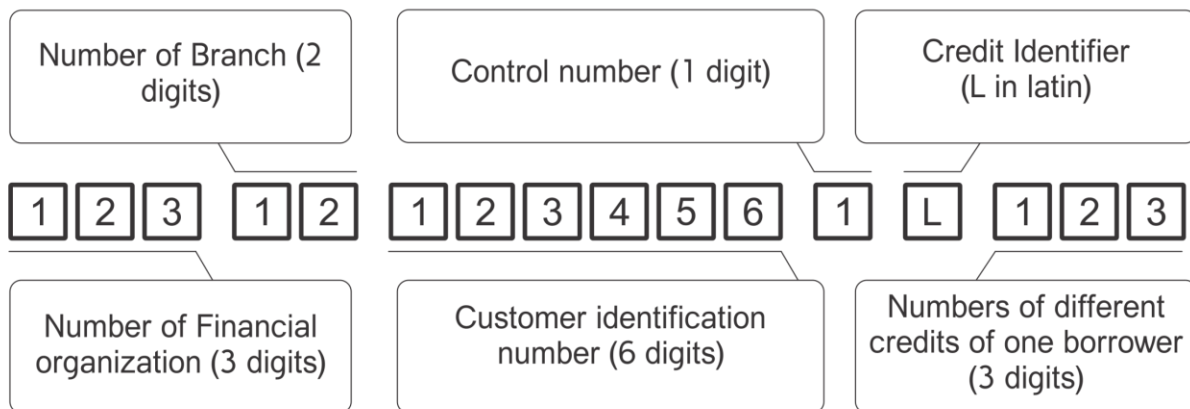 Number of Branch (2
digits)
Control number (1 digit)
Credit Identifier
(L in latin)
1 2 3 1 2 1 2 3 4 5 6 1 L 1 2 3
Number of Financial
organization (3 digits)
Customer identification
number (6 digits)
Numbers of different
credits of one borrower
(3 digits)